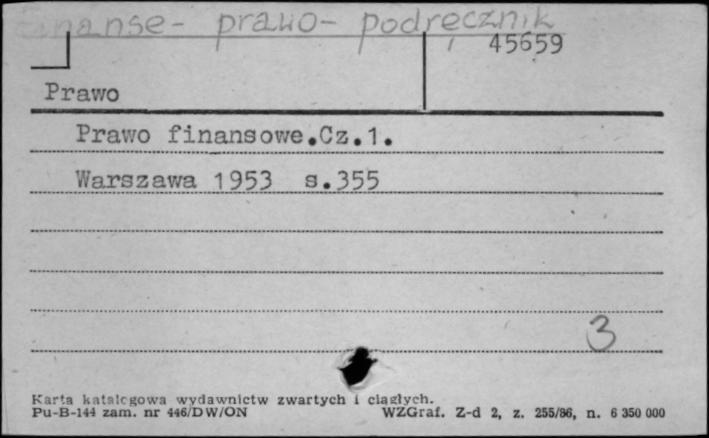 Finanse - prawo - podręcznik
45659
Prawo
Prawo finansowe.Cz.1.
Warszawa 1953 s.355
3
Karta katalogowa wydawnictw zwartych i ciągłych.
Pu-B-144 zam. nr 446/DW/ON WZGraf. Z-d 2, z. 255/86, n. 6 350 000